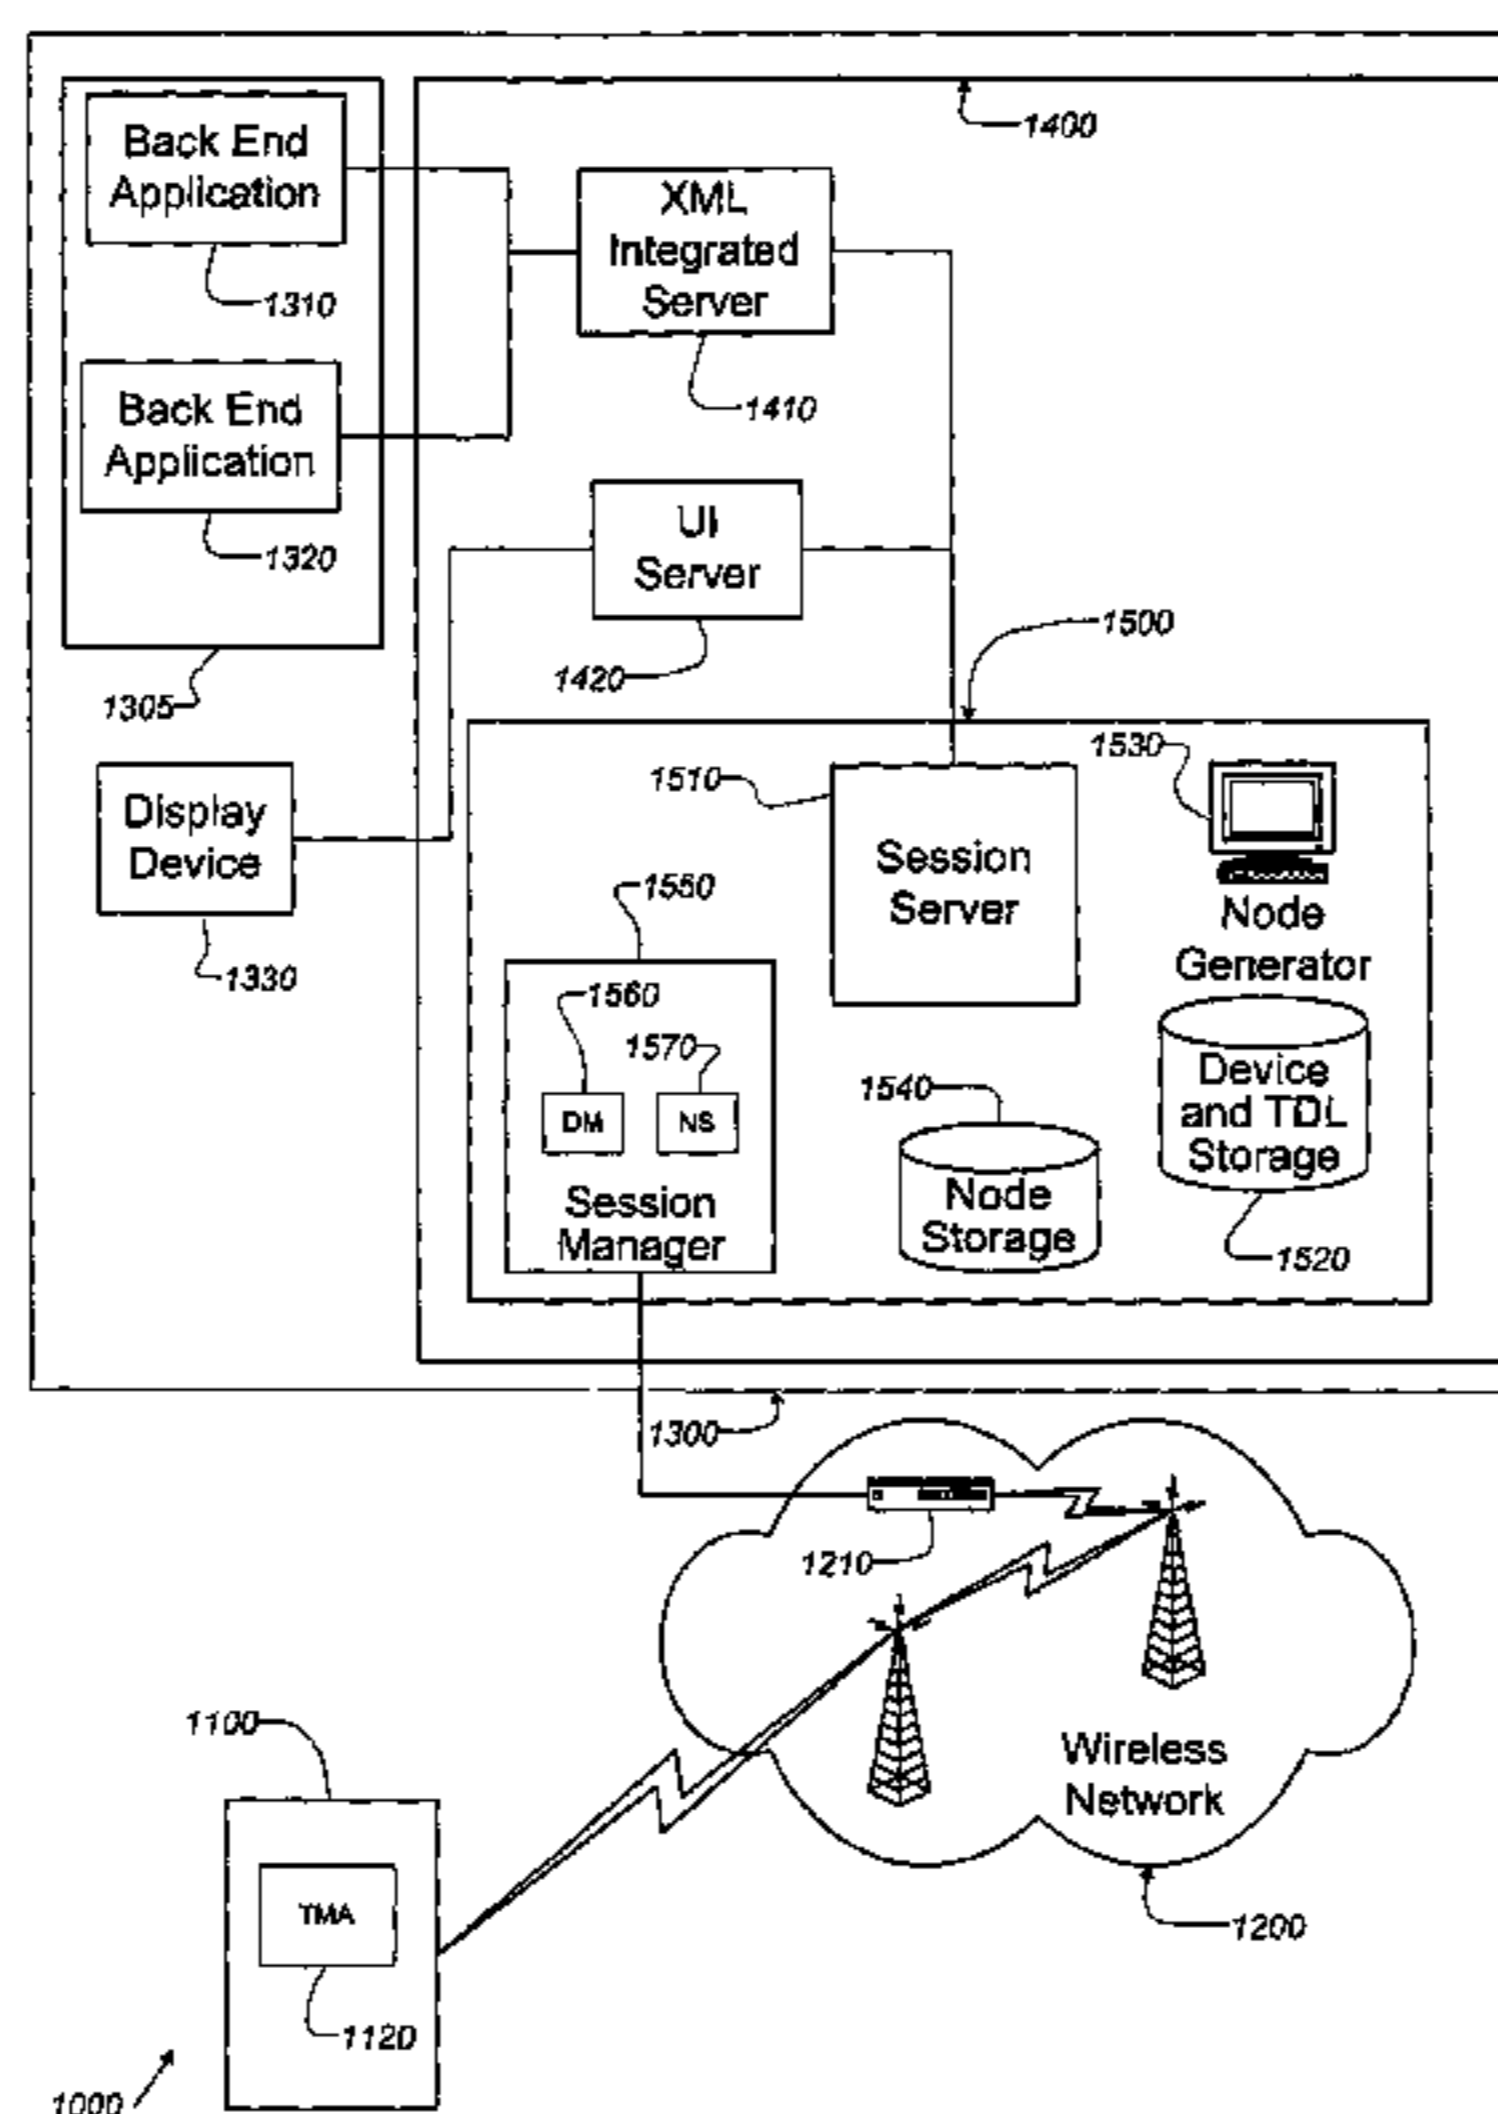 1400
Back End
Application
1310
XML
Integrated
Server
1410
Back End
Application
1320
UI
Server
1420
1305
1500
Display
Device
1330
1510
Session
Server
1530
Node
Generator
1550
1560
1570
DM
NS
Session
Manager
1540
Node
Storage
Device
and TDL
Storage
1520
1300
1210
Wireless
Network
1200
1100
TMA
1120
1000